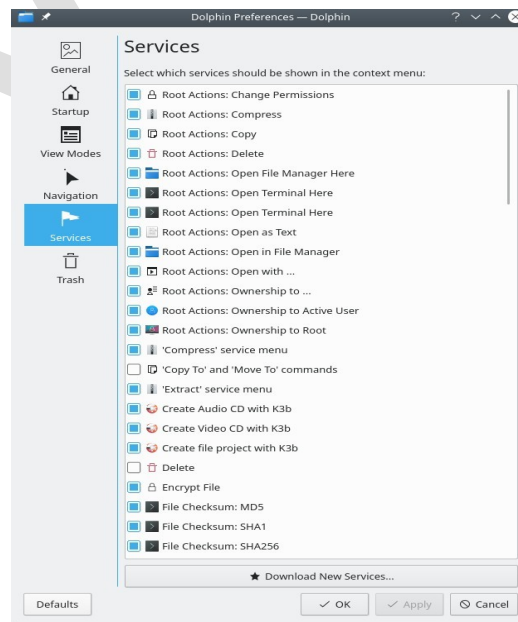 Dolphin Preferences — Dolphin
Services
General
Startup
View Modes
Navigation
Services
Trash
Select which services should be shown in the context menu:
Root Actions: Change Permissions
Root Actions: Compress
Root Actions: Copy
Root Actions: Delete
Root Actions: Open File Manager Here
Root Actions: Open Terminal Here
Root Actions: Open Terminal Here
Root Actions: Open as Text
Root Actions: Open in File Manager
Root Actions: Open with ...
Root Actions: Ownership to ...
Root Actions: Ownership to Active User
Root Actions: Ownership to Root
'Compress' service menu
'Copy To' and 'Move To' commands
'Extract' service menu
Create Audio CD with K3b
Create Video CD with K3b
Create file project with K3b
Delete
Encrypt File
File Checksum: MD5
File Checksum: SHA1
File Checksum: SHA256
Download New Services...
Defaults
OK
Apply
Cancel